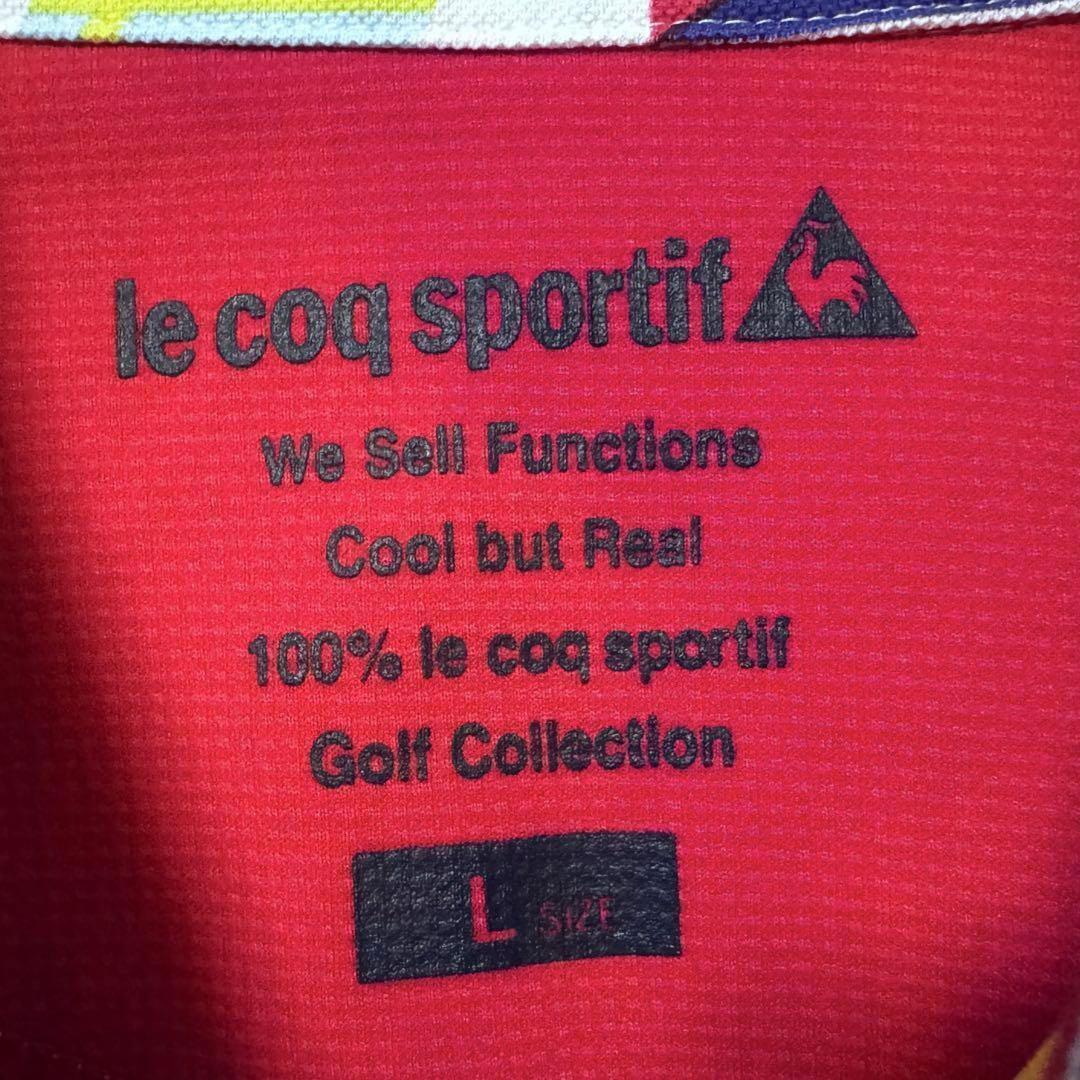 le coq sportif
We Sell Functions
Cool but Real
100% le coq sportif
Golf Collection
L SIZE